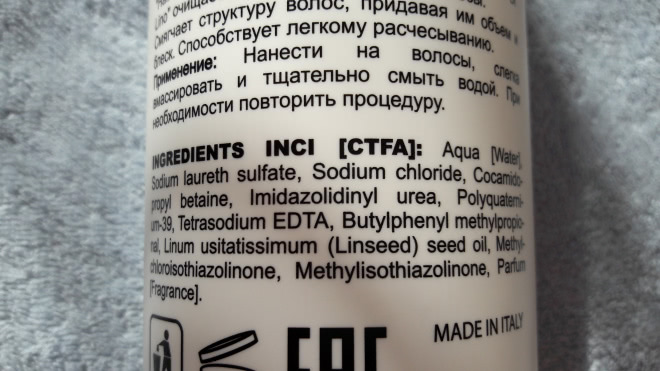 Lino" очищает
Смягчает структуру волос, придавая им объем и
блеск. Способствует легкому расчесыванию.
Применение: Нанести на волосы, слегка
вмассировать и тщательно смыть водой. При
необходимости повторить процедуру.
INGREDIENTS INCI [CTFA]: Aqua [Water],
Sodium laureth sulfate, Sodium chloride, Cocamido-
propyl betaine, Imidazolidinyl urea, Polyquaterni-
um-39, Tetrasodium EDTA, Butylphenyl methylpropio-
nal, Linum usitatissimum (Linseed) seed oil, Methyl-
chloroisothiazolinone, Methylisothiazolinone, Parfum
[Fragrance].
MADE IN ITALY
EAC